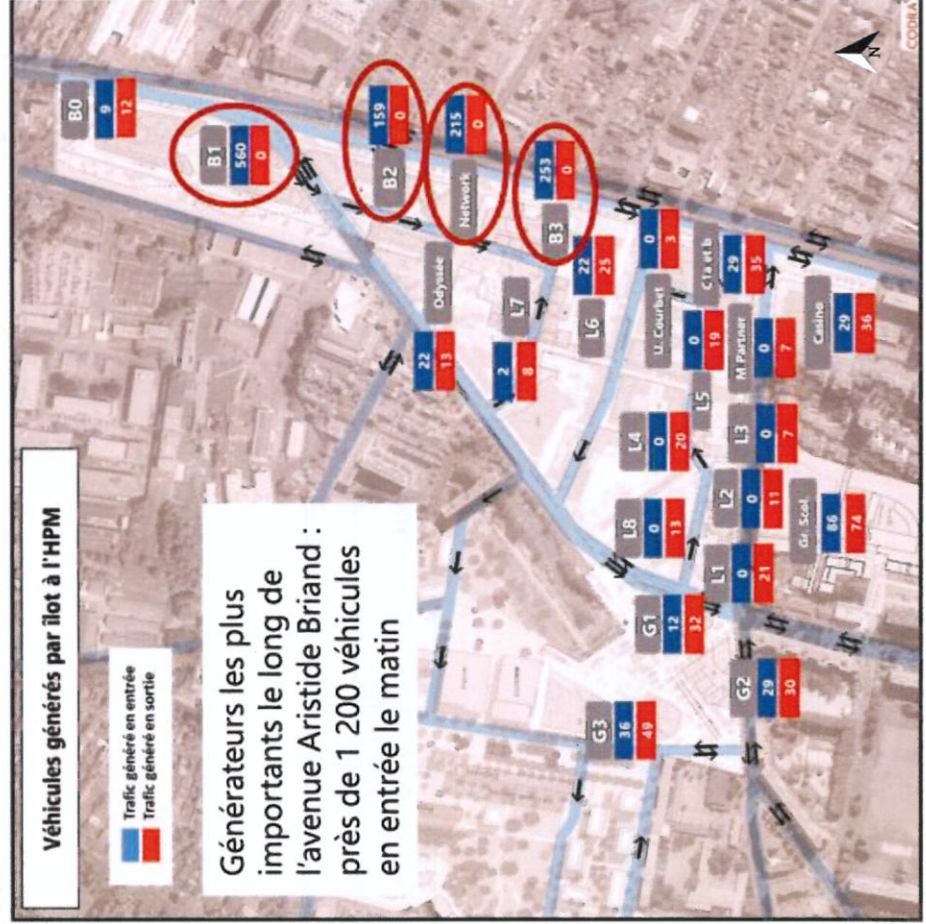 Véhicules générés par îlot à l'HPM
Trafic généré en entrée
Trafic généré en sortie
Générateurs les plus
importants le long de
l'avenue Aristide Briand :
près de 1 200 véhicules
en entrée le matin
B0
9
12
B1
560
0
B2
159
0
Network
215
0
B3
253
0
Odyssée
22
13
L7
2
8
L6
22
25
U. Courbet
0
3
C1a et b
29
35
M.Partner
0
7
Casino
29
36
L5
0
19
L4
0
20
L3
0
7
L2
0
11
Gr. Scol.
86
74
L8
0
13
L1
0
21
G1
12
32
G2
29
30
G3
36
49
N
CODRA